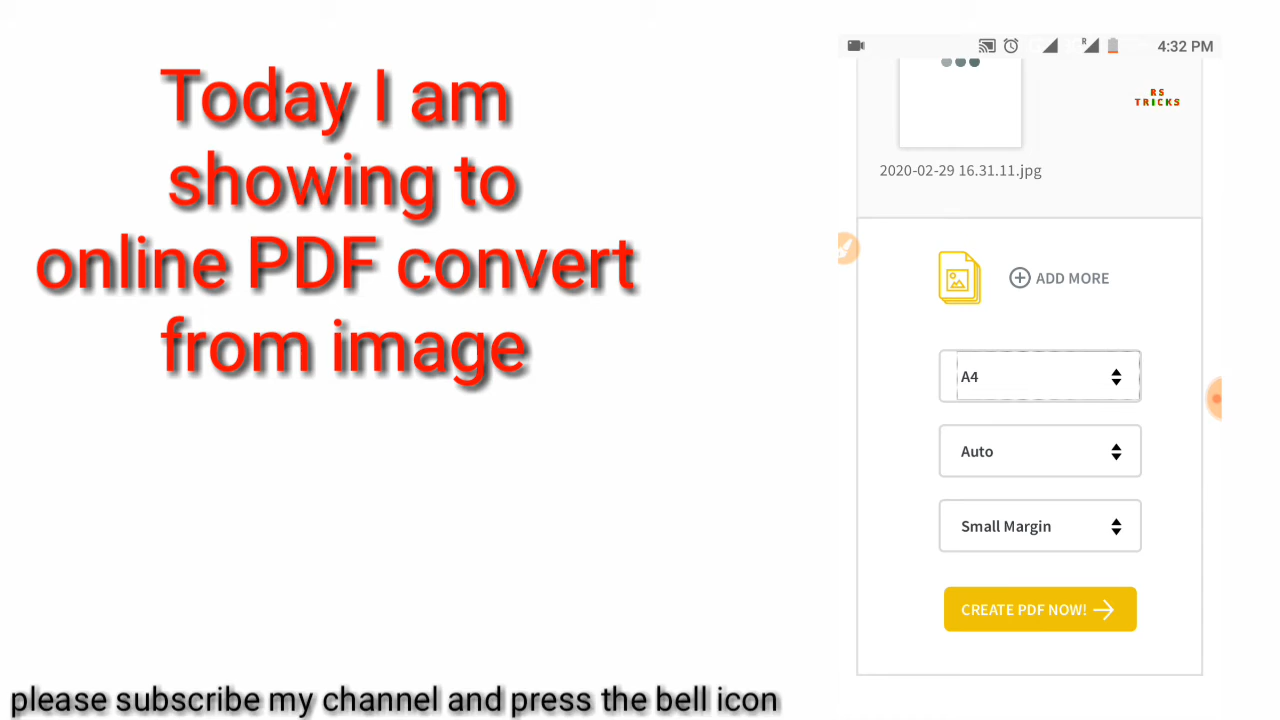 Today I am
showing to
online PDF convert
from image
please subscribe my channel and press the bell icon
R
4:32 PM
RS
TRICKS
2020-02-29 16.31.11.jpg
ADD MORE
A4
Auto
Small Margin
CREATE PDF NOW!